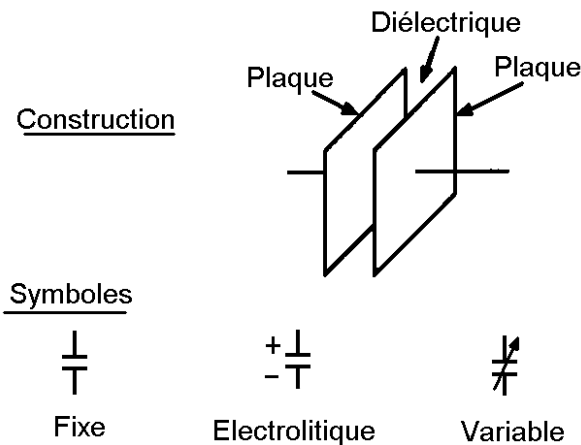 Diélectrique
Plaque
Plaque
Construction
Symboles
+
−
Fixe
Electrolitique
Variable